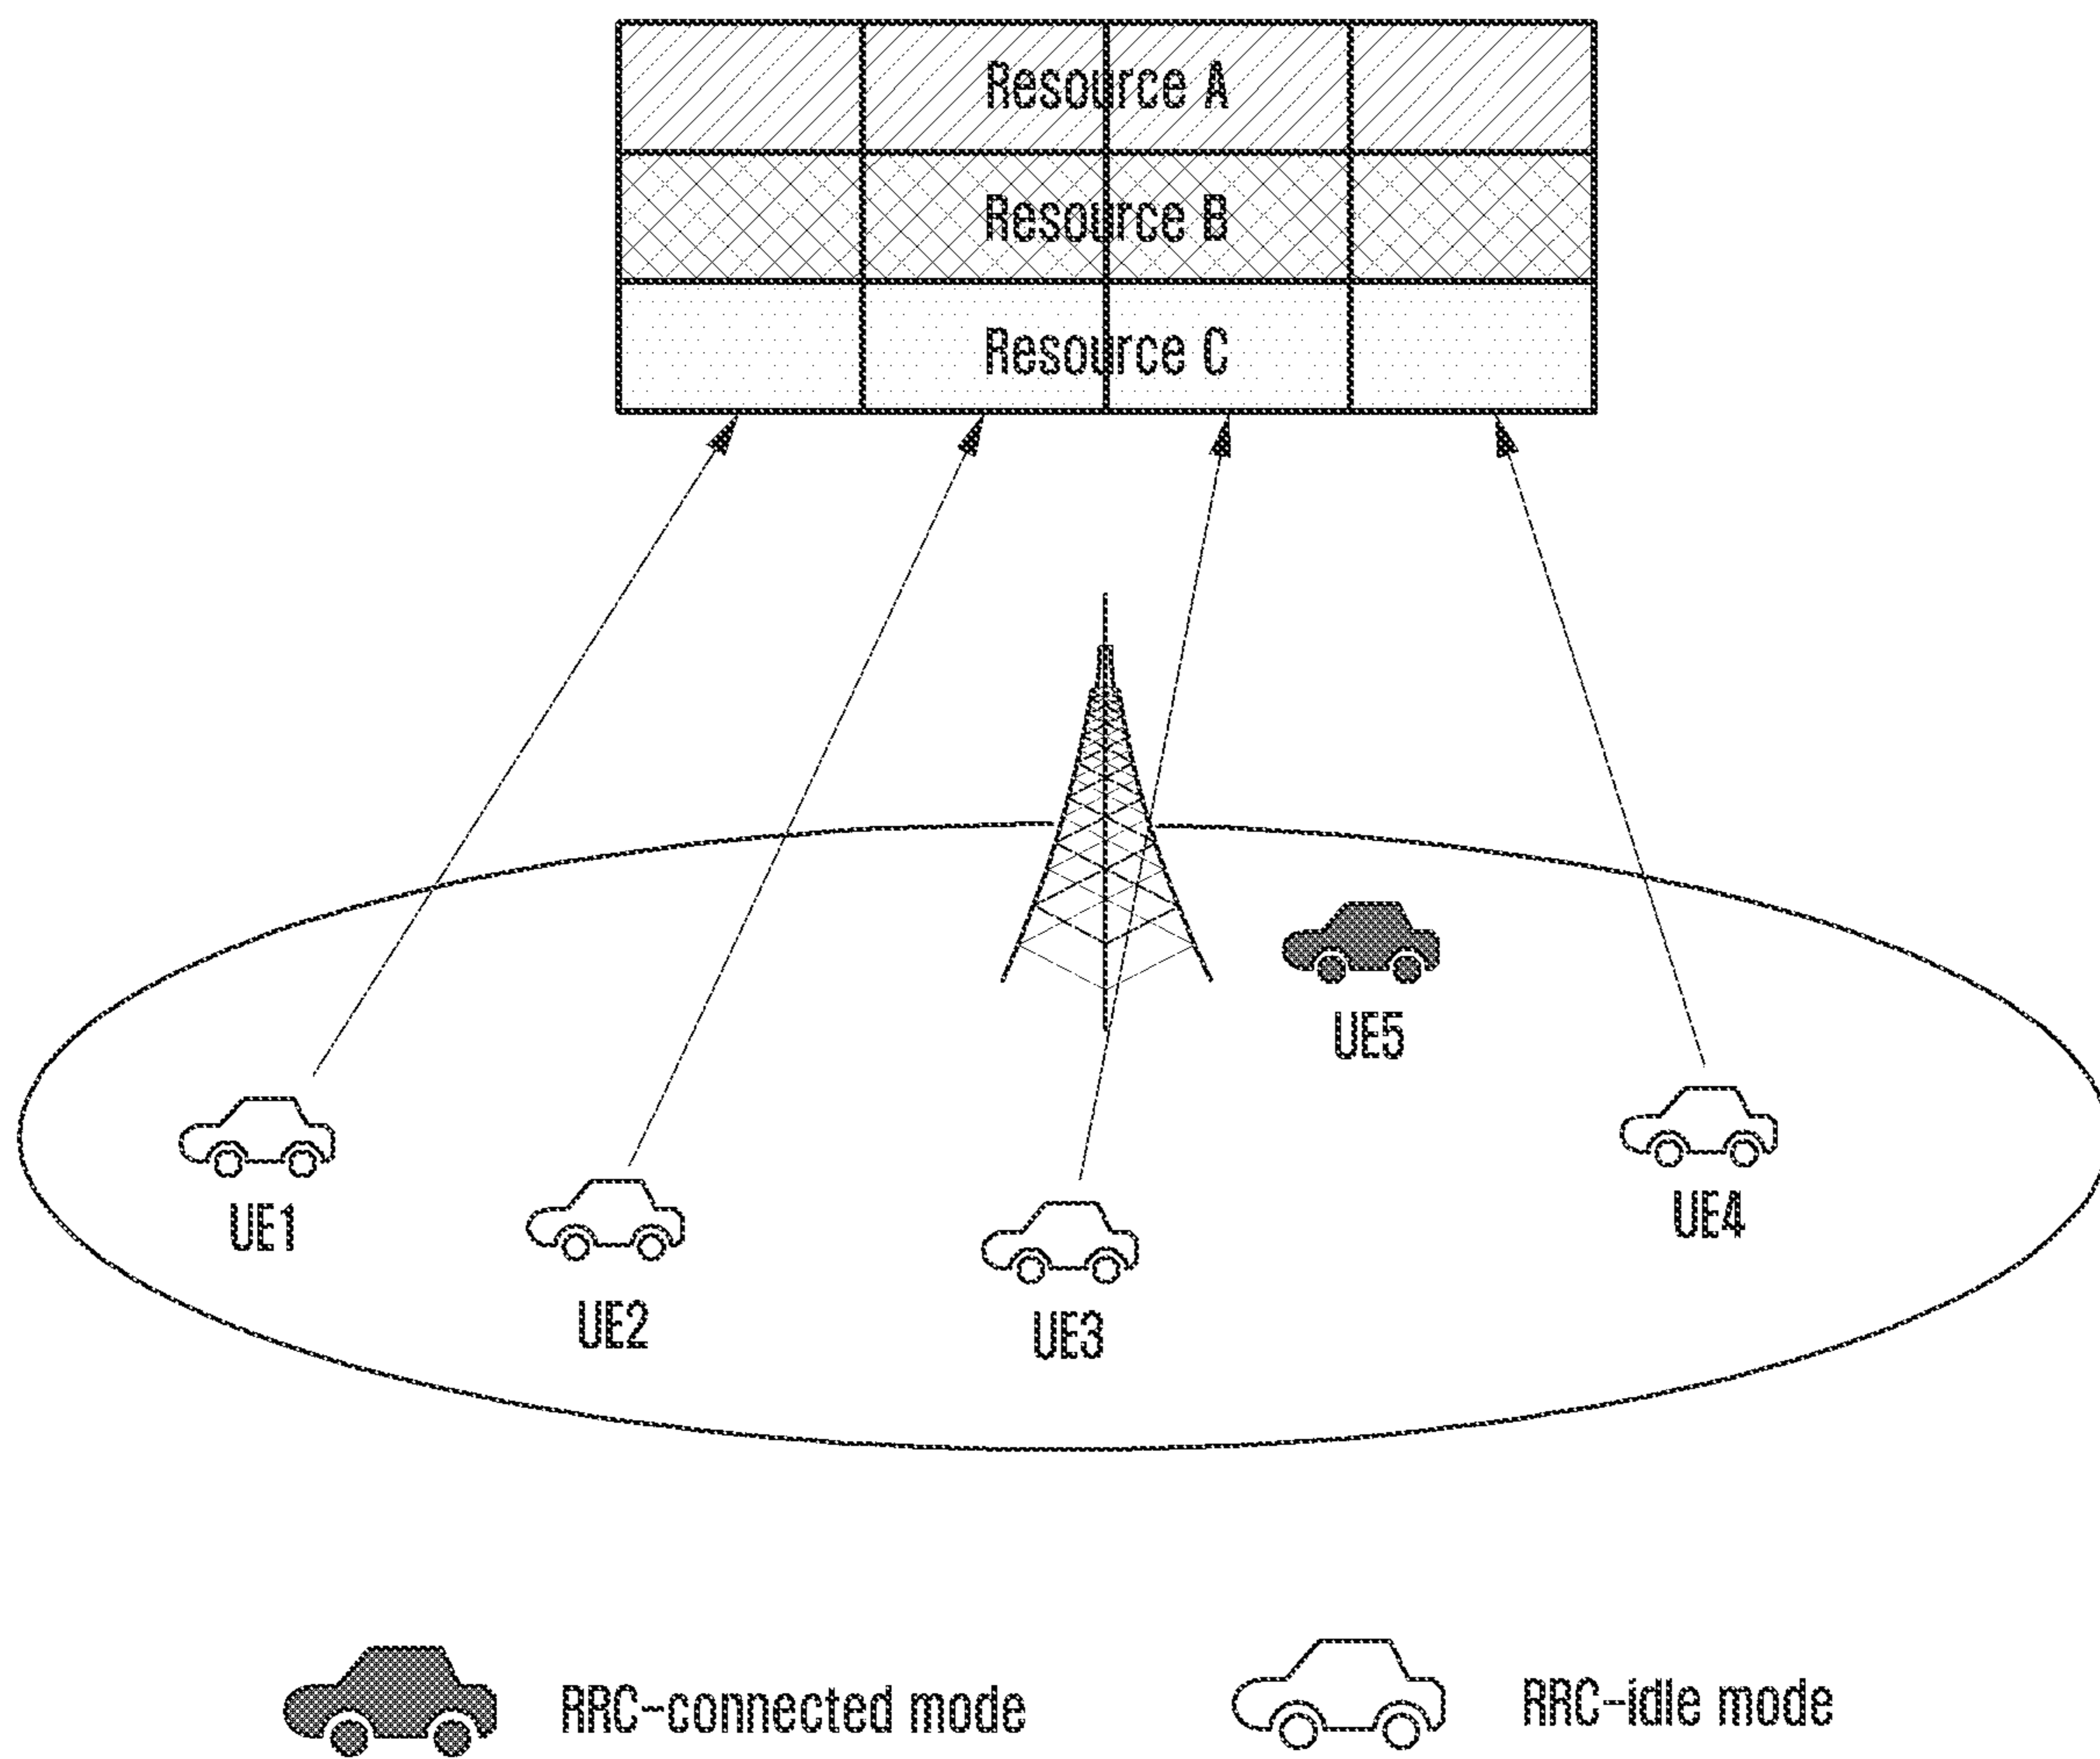 Resource A
Resource B
Resource C
UE5
UE1
UE4
UE2
UE3
RRC-connected mode
RRC-idle mode